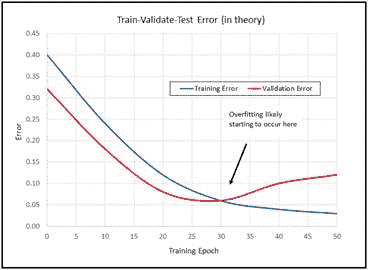 Train-Validate-Test Error (in theory)
0.45
0.40
0.35
0.30
0.25
0.20
0.15
0.10
0.05
0.00
Error
Training Error
Validation Error
Overfitting likely
starting to occur here
0 5 10 15 20 25 30 35 40 45 50
Training Epoch